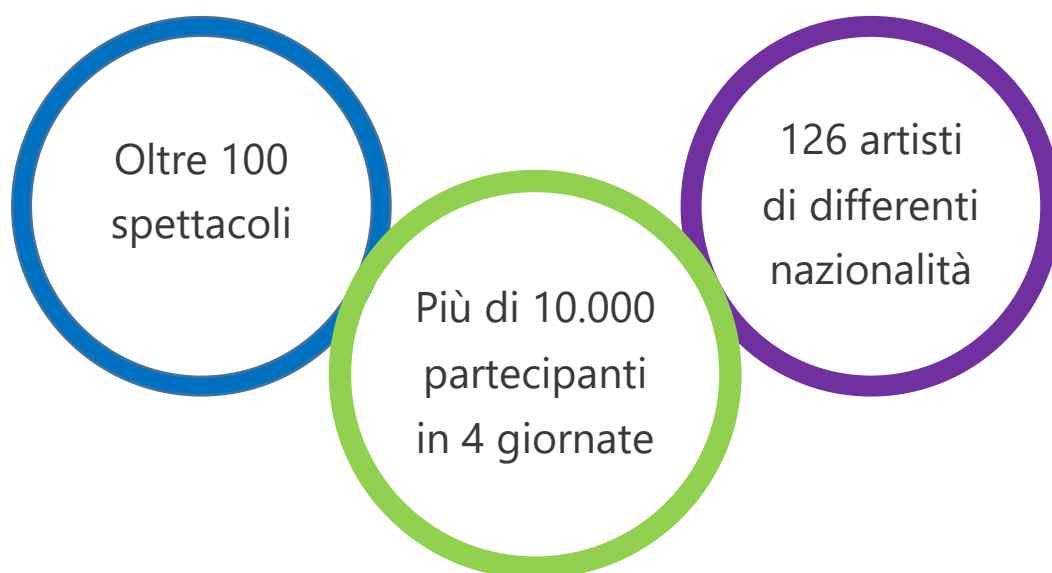 Oltre 100
spettacoli
Più di 10.000
partecipanti
in 4 giornate
126 artisti
di differenti
nazionalità